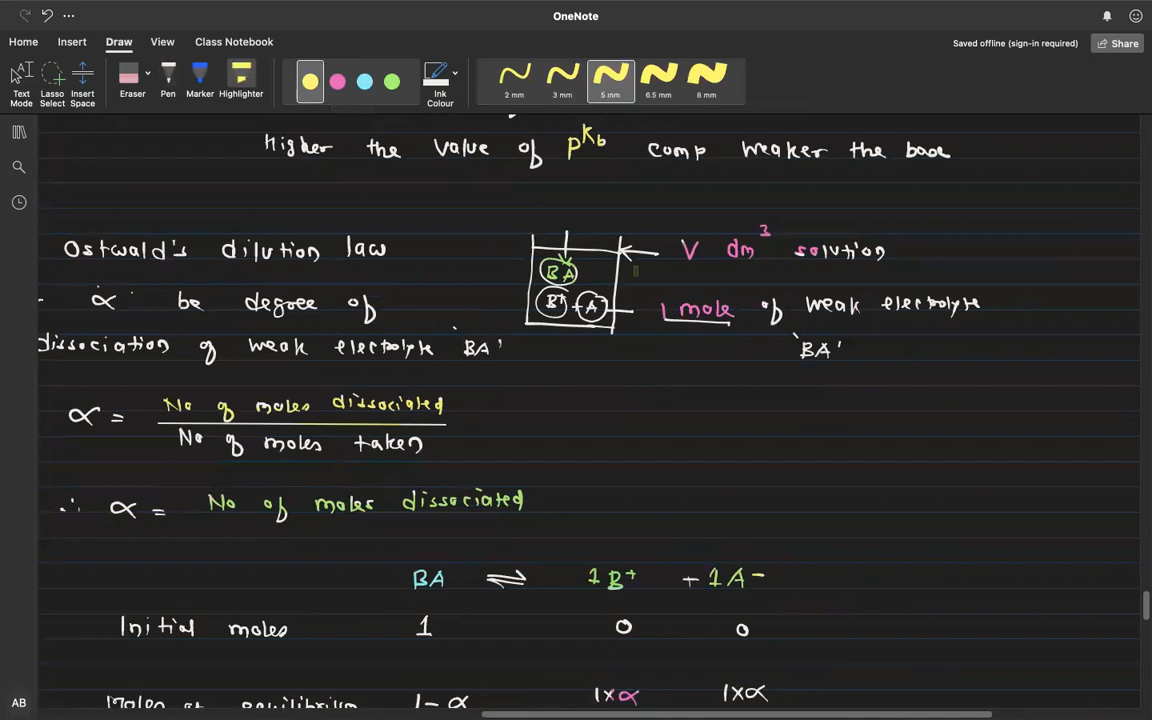 OneNote
Home Insert Draw View Class Notebook
Saved offline (sign-in required) Share
Text Mode Lasso Select Insert Space Eraser Pen Marker Highlighter Ink Colour 2 mm 3 mm 5 mm 6.5 mm 8 mm
Higher the value of pKb comp weaker the base
Ostwald's dilution law
V dm³ solution
BA
α be degree of
B+ + A-
1 mole of weak electrolyte
dissociation of weak electrolyte 'BA'
'BA'
α = No of moles dissociated
No of moles taken
∴ α = No of moles dissociated
BA ⇌ 1B+ + 1A-
Initial moles 1 0 0
Moles at equilibrium 1-α 1×α 1×α
AB